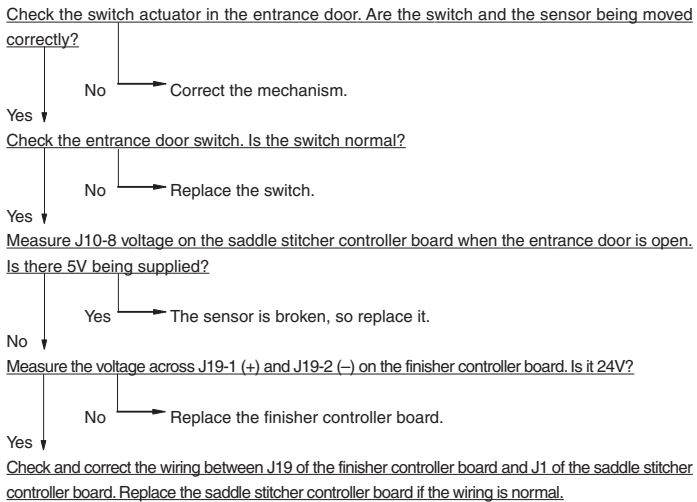 Check the switch actuator in the entrance door. Are the switch and the sensor being moved
correctly?
No Correct the mechanism.
Yes
Check the entrance door switch. Is the switch normal?
No Replace the switch.
Yes
Measure J10-8 voltage on the saddle stitcher controller board when the entrance door is open.
Is there 5V being supplied?
Yes The sensor is broken, so replace it.
No
Measure the voltage across J19-1 (+) and J19-2 (–) on the finisher controller board. Is it 24V?
No Replace the finisher controller board.
Yes
Check and correct the wiring between J19 of the finisher controller board and J1 of the saddle stitcher
controller board. Replace the saddle stitcher controller board if the wiring is normal.